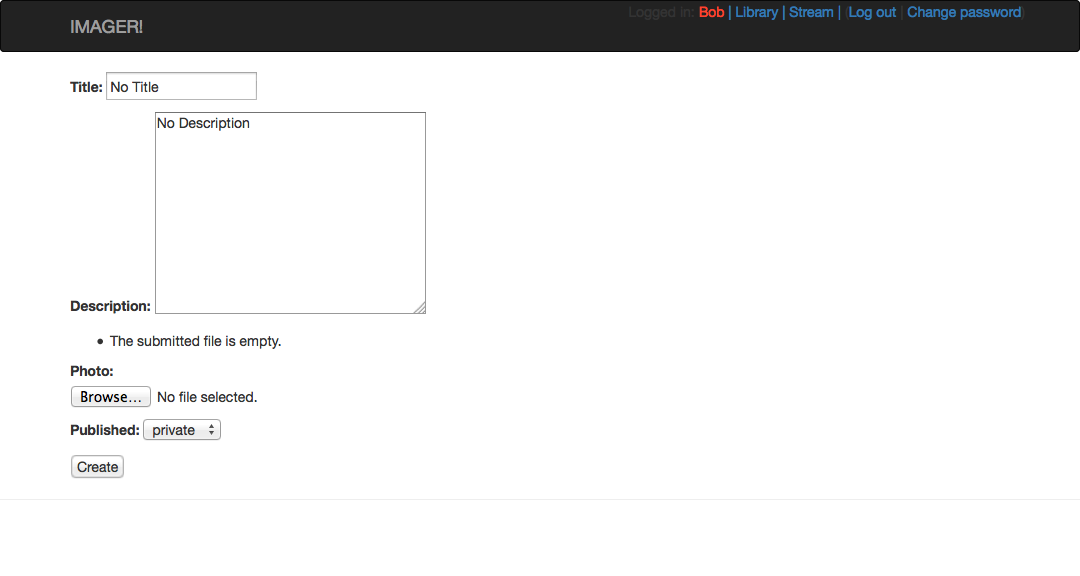 IMAGER!
Logged in: Bob | Library | Stream | (Log out | Change password)
Title: No Title
No Description
Description:
• The submitted file is empty.
Photo:
Browse... No file selected.
Published: private
Create